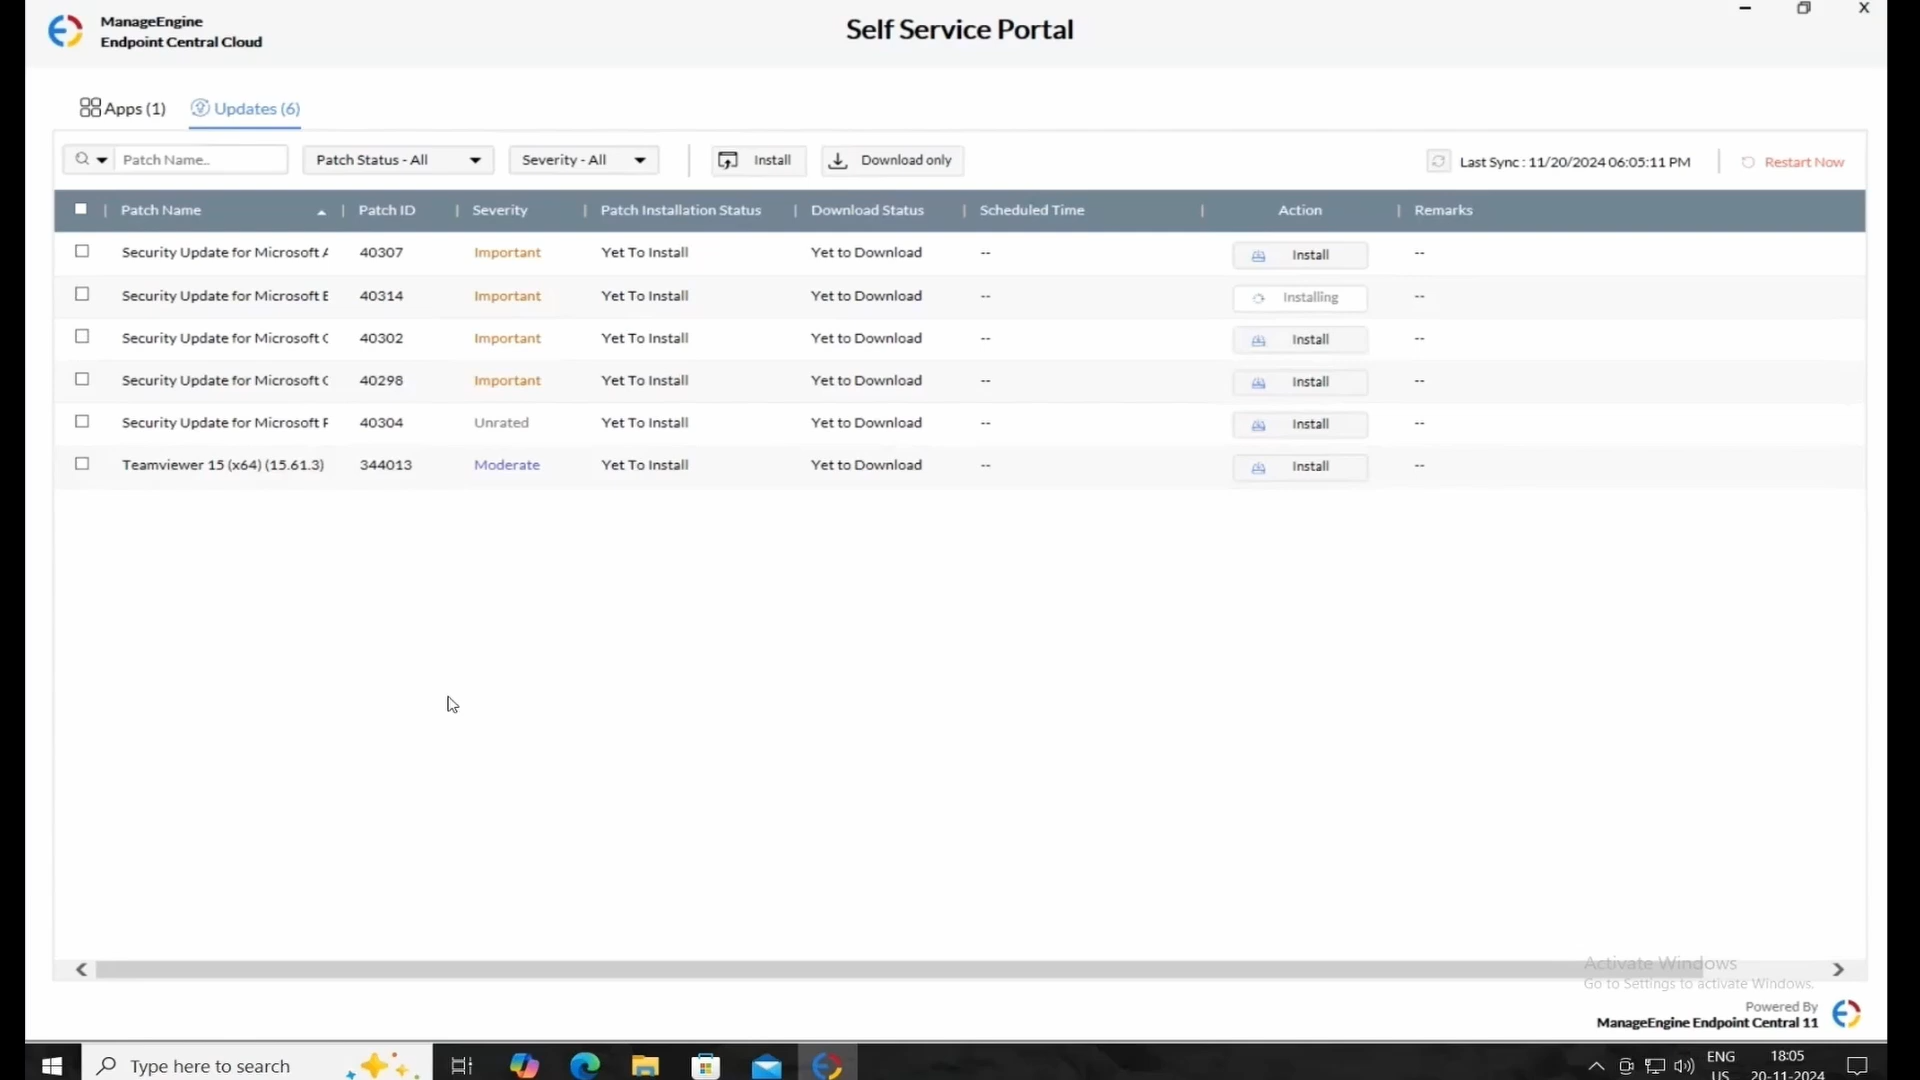 ManageEngine
Endpoint Central Cloud
Self Service Portal
Apps (1) Updates (6)
Patch Name.. Patch Status - All Severity - All Install Download only Last Sync : 11/20/2024 06:05:11 PM Restart Now
Patch Name Patch ID Severity Patch Installation Status Download Status Scheduled Time Action Remarks
Security Update for Microsoft A 40307 Important Yet To Install Yet to Download -- Install --
Security Update for Microsoft E 40314 Important Yet To Install Yet to Download -- Installing --
Security Update for Microsoft 40302 Important Yet To Install Yet to Download -- Install --
Security Update for Microsoft 40298 Important Yet To Install Yet to Download -- Install --
Security Update for Microsoft 40304 Unrated Yet To Install Yet to Download -- Install --
Teamviewer 15 (x64) (15.61.3) 344013 Moderate Yet To Install Yet to Download -- Install --
Activate Windows
Go to Settings to activate Windows.
Powered By
ManageEngine Endpoint Central 11
Type here to search
ENG
US
18:05
20-11-2024